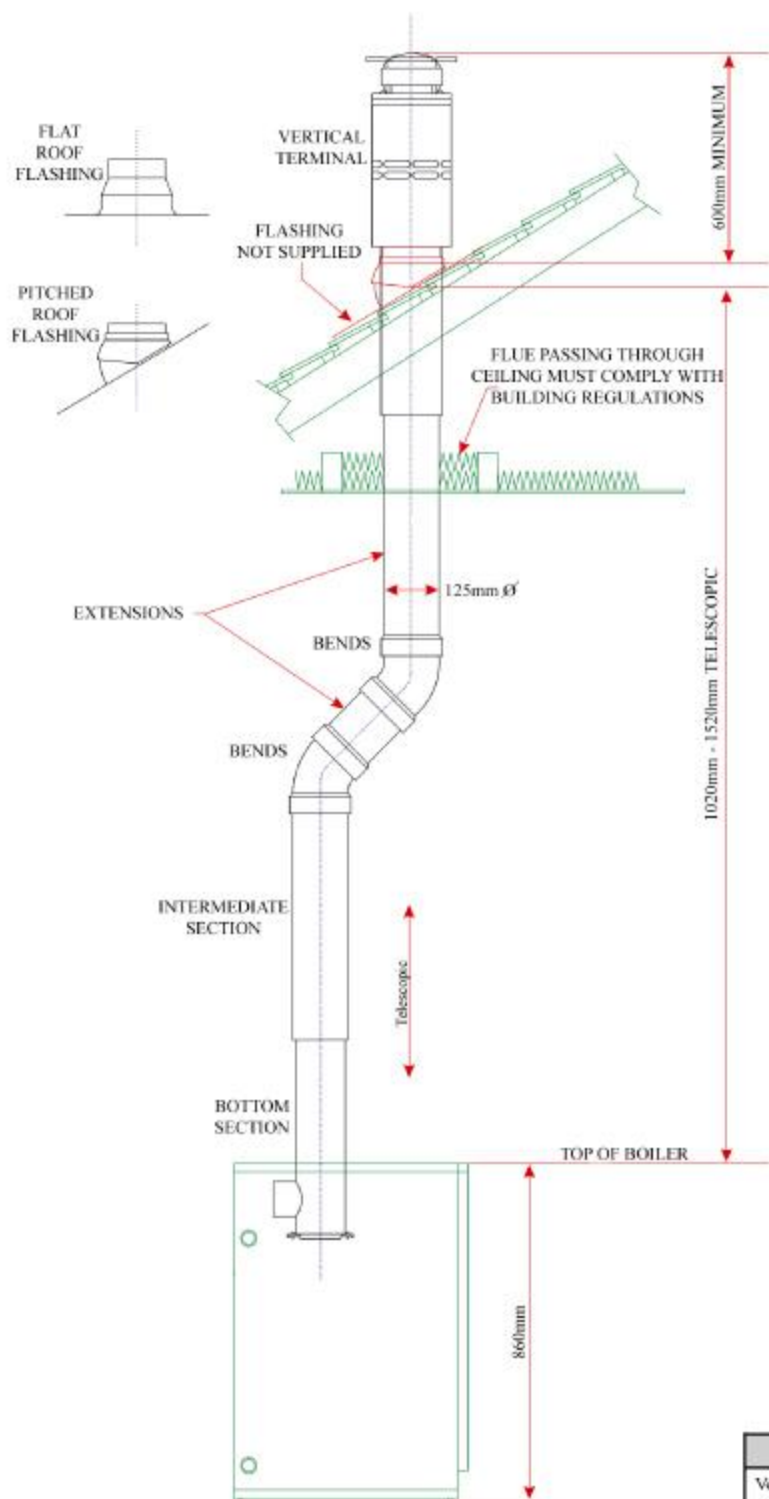 FLAT
ROOF
FLASHING
VERTICAL
TERMINAL
600mm MINIMUM
FLASHING
NOT SUPPLIED
PITCHED
ROOF
FLASHING
FLUE PASSING THROUGH
CEILING MUST COMPLY WITH
BUILDING REGULATIONS
EXTENSIONS
125mm Ø
BENDS
BENDS
1020mm - 1520mm TELESCOPIC
INTERMEDIATE
SECTION
Telescopic
BOTTOM
SECTION
TOP OF BOILER
860mm